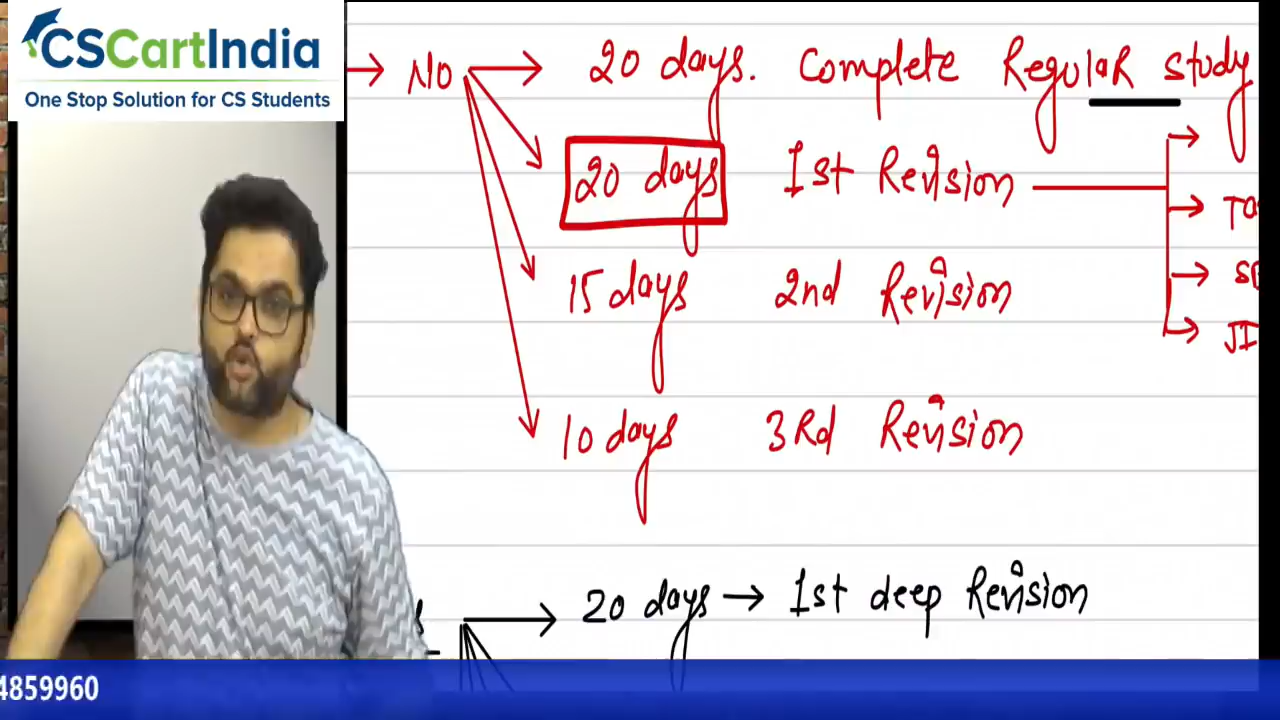 CSCartIndia
One Stop Solution for CS Students
NO 20 days. Complete Regular study
20 days 1st Revision
15 days 2nd Revision
10 days 3Rd Revision
20 days 1st deep Revision
4859960